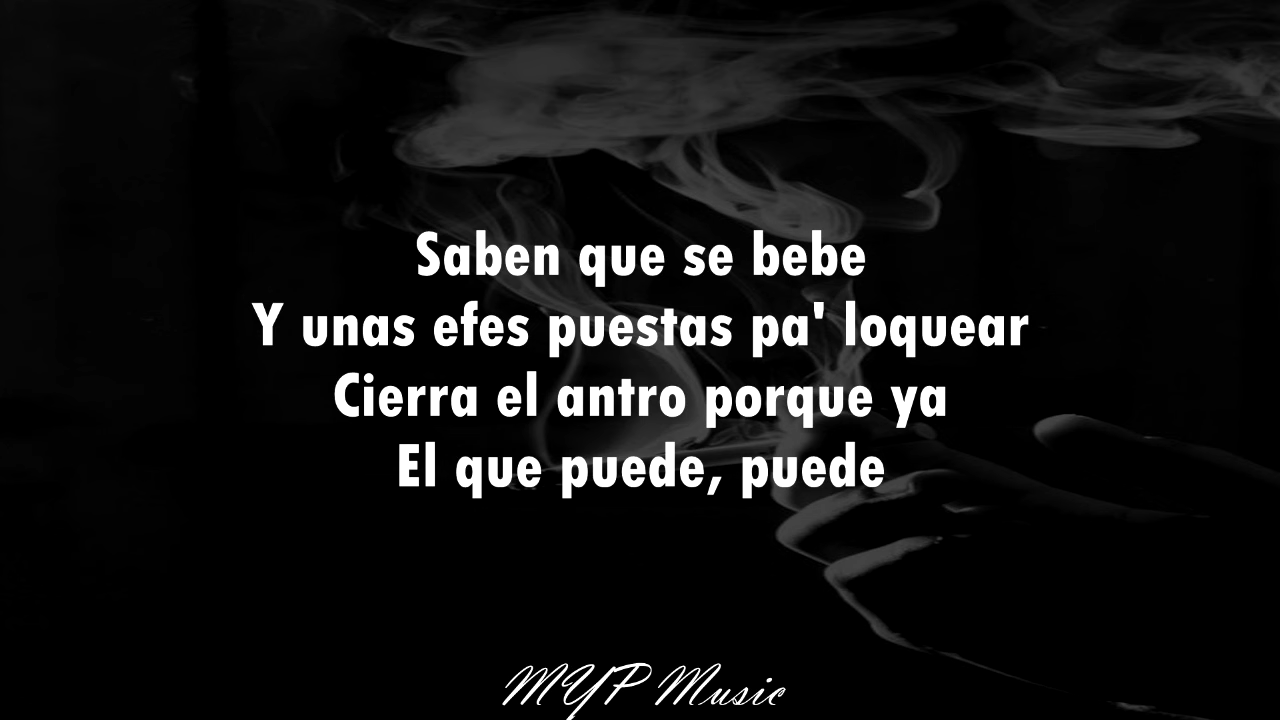 Saben que se bebe
Y unas efes puestas pa' loquear
Cierra el antro porque ya
El que puede, puede
MYP Music